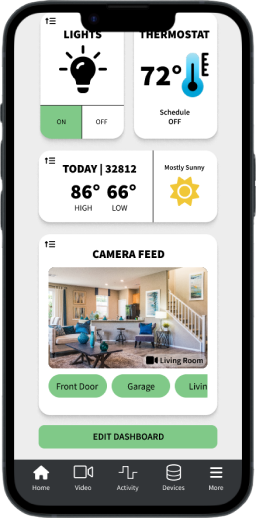 LIGHTS
THERMOSTAT
72°
E
ON
OFF
Schedule
OFF
TODAY | 32812
Mostly Sunny
86° 66°
HIGH LOW
CAMERA FEED
Living Room
Front Door
Garage
Livin
EDIT DASHBOARD
Home
Video
Activity
Devices
More